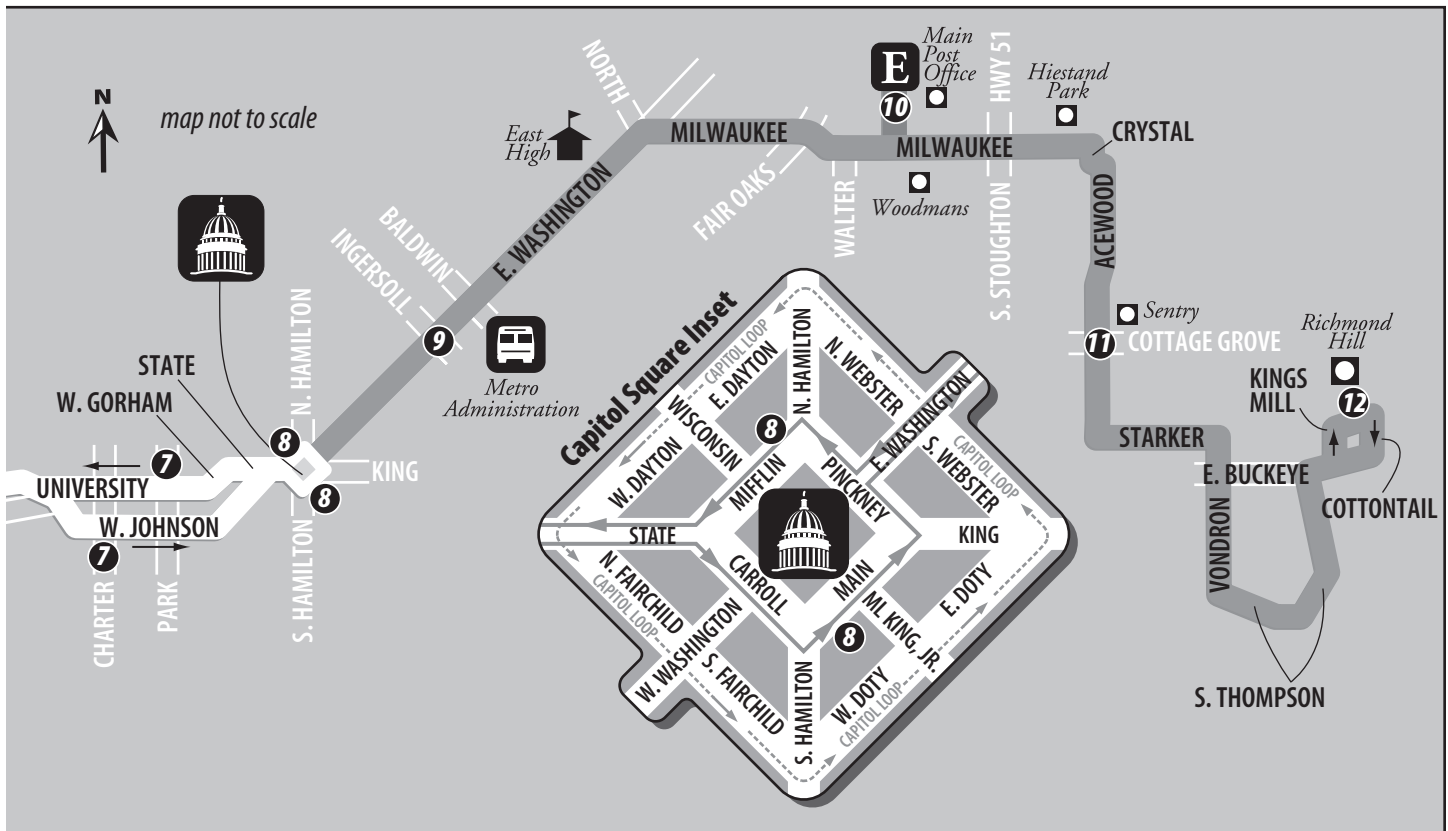 N
map not to scale
NORTH
East
High
E
10
Main
Post
Office
HWY 51
Hiestand
Park
MILWAUKEE
MILWAUKEE
CRYSTAL
FAIR OAKS
WALTER
Woodmans
S. STOUGHTON
ACEWOOD
E. WASHINGTON
BALDWIN
INGERSOLL
9
Metro
Administration
Sentry
11
COTTAGE GROVE
Richmond
Hill
KINGS
MILL
12
STARKER
E. BUCKEYE
COTTONTAIL
VONDRON
S. THOMPSON
STATE
W. GORHAM
N. HAMILTON
8
7
KING
8
UNIVERSITY
W. JOHNSON
7
CHARTER
PARK
S. HAMILTON
Capitol Square Inset
CAPITOL LOOP
E. DAYTON
N. HAMILTON
N. WEBSTER
E. WASHINGTON
WISCONSIN
8
W. DAYTON
MIFFLIN
PINCKNEY
S. WEBSTER
CAPITOL LOOP
STATE
KING
N. FAIRCHILD
CAPITOL LOOP
CARROLL
MAIN
E. DOTY
ML KING, JR.
8
W. WASHINGTON
S. FAIRCHILD
S. HAMILTON
W. DOTY
CAPITOL LOOP